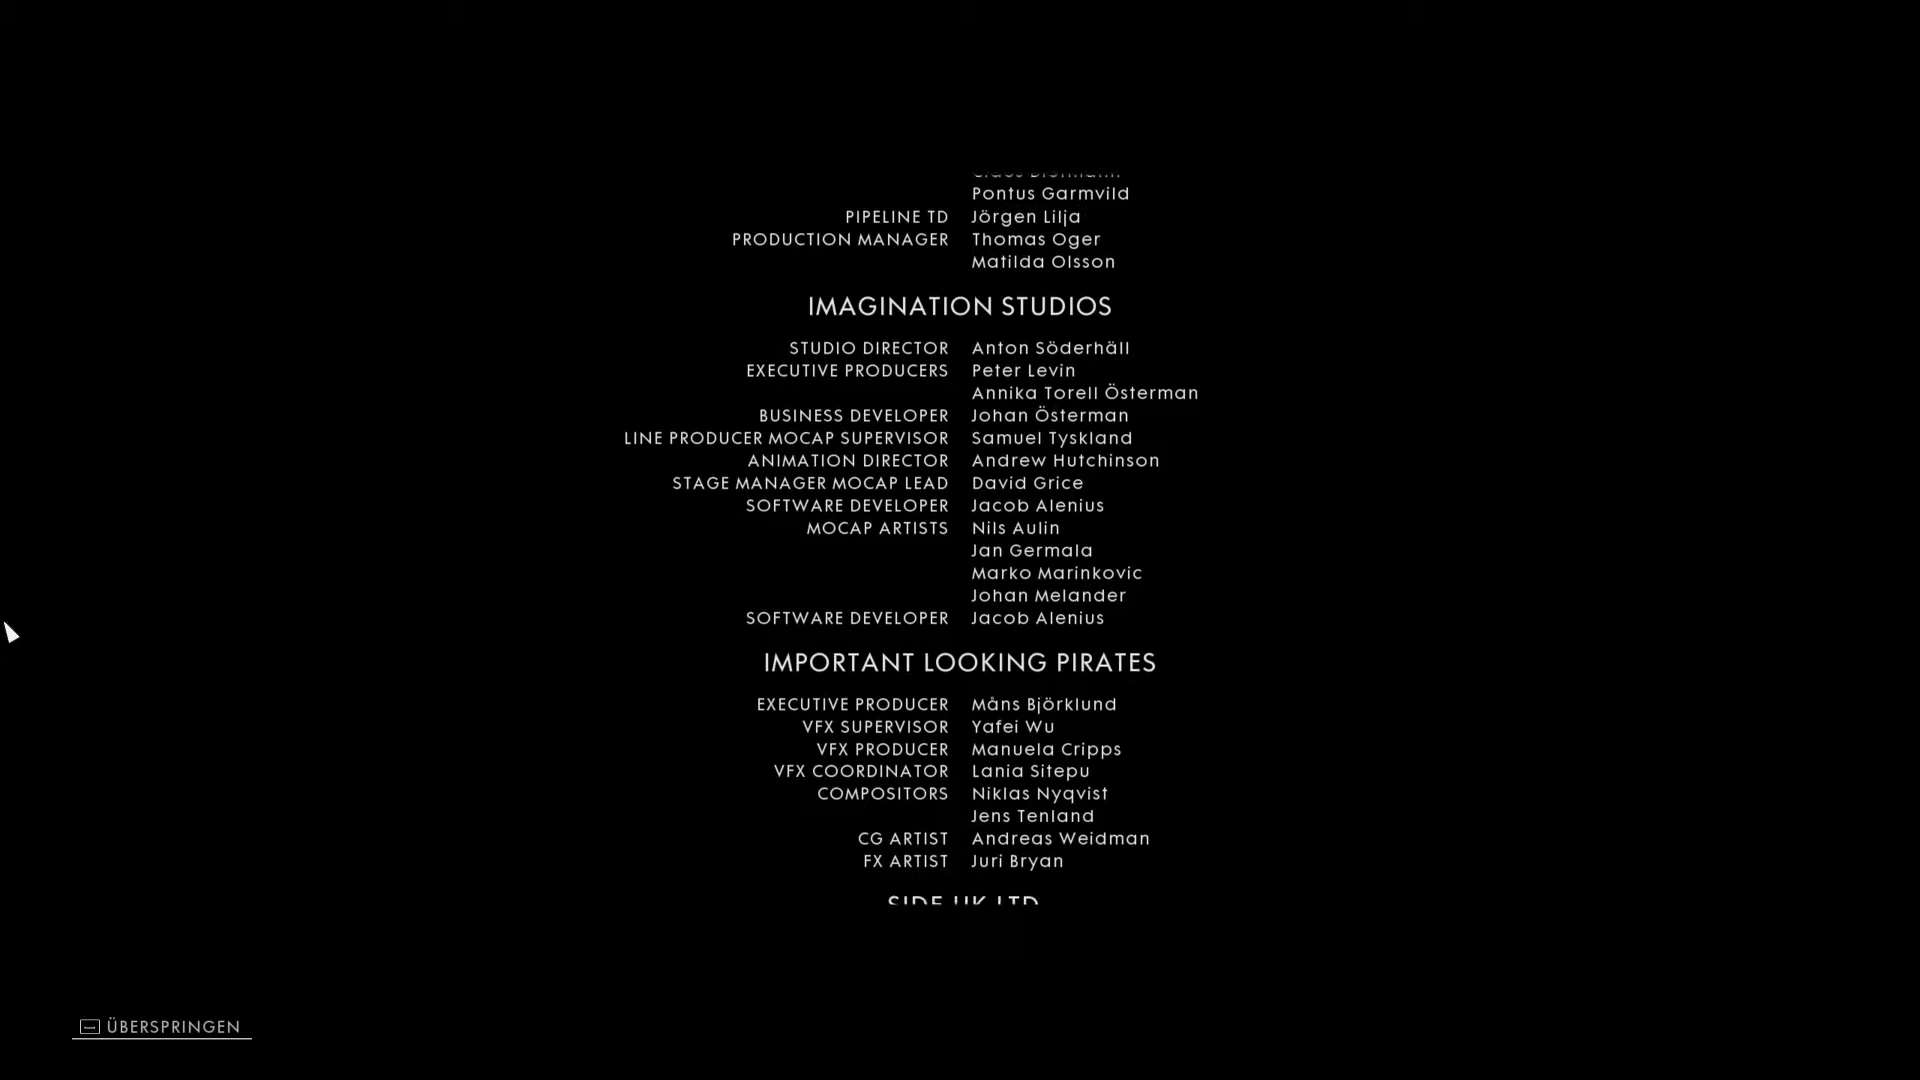 Pontus Garmvild
PIPELINE TD Jörgen Lilja
PRODUCTION MANAGER Thomas Oger
Matilda Olsson
IMAGINATION STUDIOS
STUDIO DIRECTOR Anton Söderhäll
EXECUTIVE PRODUCERS Peter Levin
Annika Torell Österman
BUSINESS DEVELOPER Johan Österman
LINE PRODUCER MOCAP SUPERVISOR Samuel Tyskland
ANIMATION DIRECTOR Andrew Hutchinson
STAGE MANAGER MOCAP LEAD David Grice
SOFTWARE DEVELOPER Jacob Alenius
MOCAP ARTISTS Nils Aulin
Jan Germala
Marko Marinkovic
Johan Melander
SOFTWARE DEVELOPER Jacob Alenius
IMPORTANT LOOKING PIRATES
EXECUTIVE PRODUCER Måns Björklund
VFX SUPERVISOR Yafei Wu
VFX PRODUCER Manuela Cripps
VFX COORDINATOR Lania Sitepu
COMPOSITORS Niklas Nyqvist
Jens Tenland
CG ARTIST Andreas Weidman
FX ARTIST Juri Bryan
SIDE UK LTD
ÜBERSPRINGEN